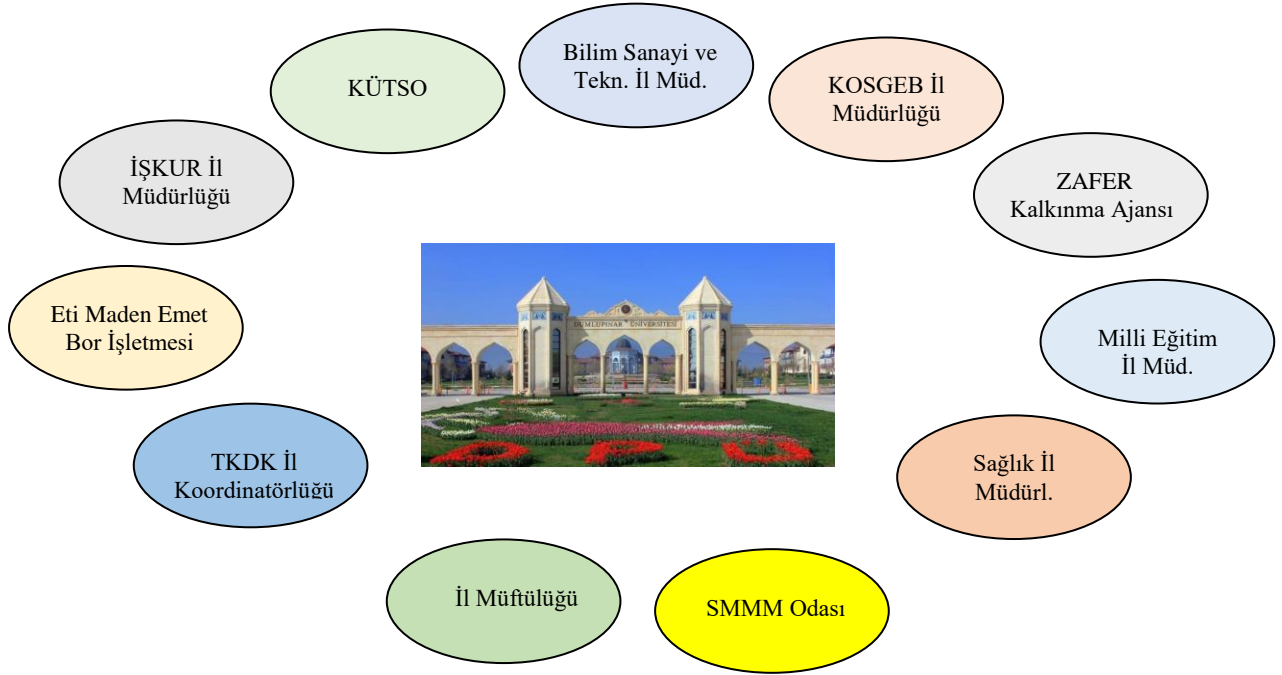 Bilim Sanayi ve
Tekn. İl Müd.
KÜTSO
KOSGEB İl
Müdürlüğü
İŞKUR İl
Müdürlüğü
ZAFER
Kalkınma Ajansı
Eti Maden Emet
Bor İşletmesi
DUMLUPINAR ÜNİVERSİTESİ
Milli Eğitim
İl Müd.
TKDK İl
Koordinatörlüğü
Sağlık İl
Müdürl.
İl Müftülüğü
SMMM Odası